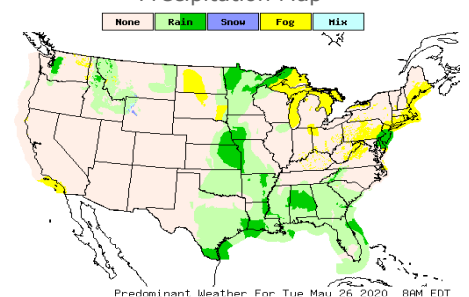 Precipitation Map
None Rain Snow Fog Mix
Predominant Weather For Tue May 26 2020 8AM EDT